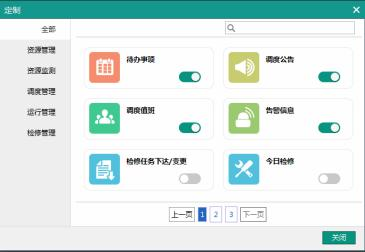 定制
全部
资源管理
资源监测
调度管理
运行管理
检修管理
待办事项
调度公告
调度值班
告警信息
检修任务下达/变更
今日检修
上一页 1 2 3 下一页
关闭